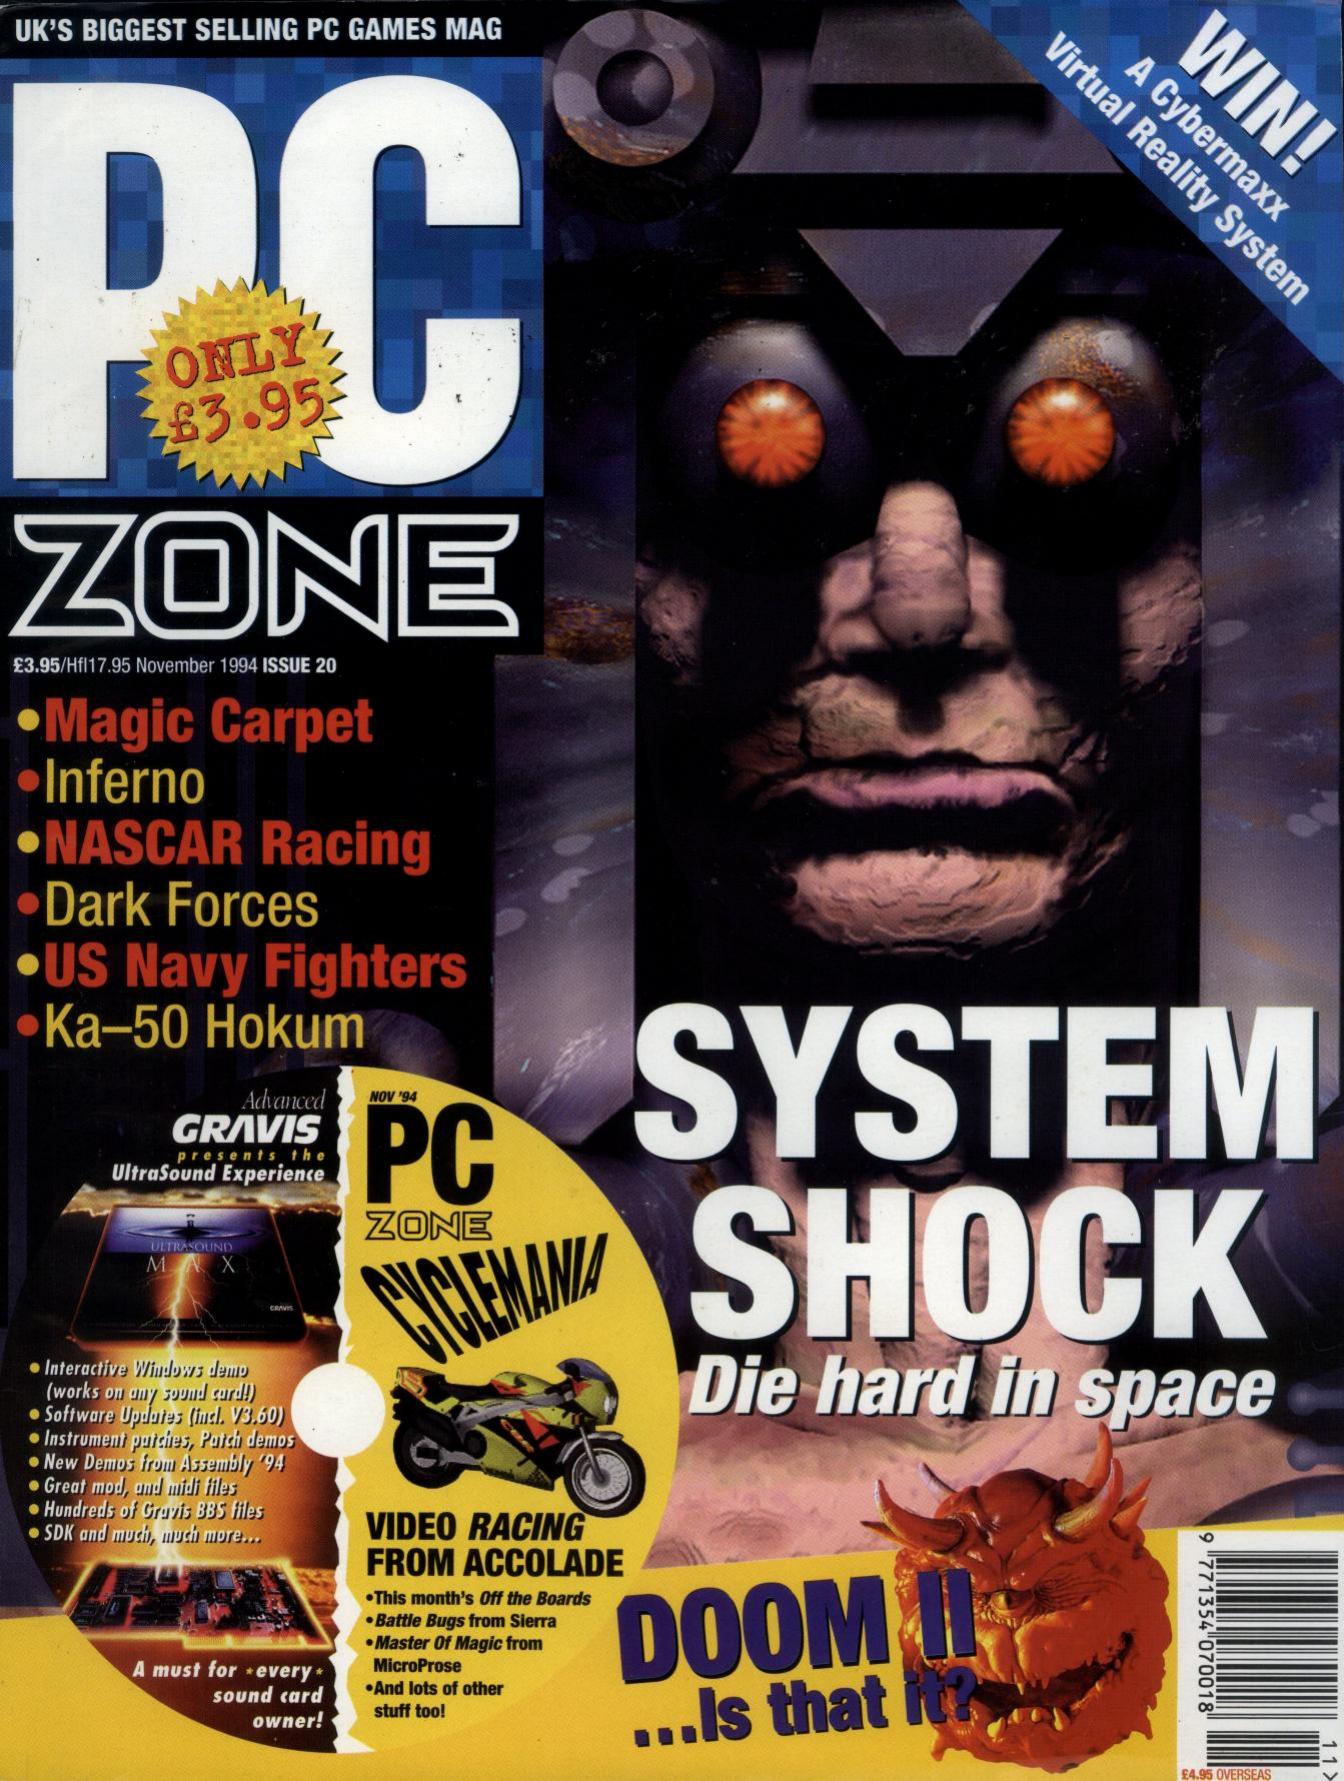 UK'S BIGGEST SELLING PC GAMES MAG
WIN!
A Cybermaxx
Virtual Reality System
PC
ONLY
£3.95
ZONE
£3.95/Hfl17.95 November 1994 ISSUE 20
•Magic Carpet
•Inferno
•NASCAR Racing
•Dark Forces
•US Navy Fighters
•Ka–50 Hokum
SYSTEM
SHOCK
Die hard in space
Advanced
GRAVIS
presents the
UltraSound Experience
ULTRASOUND
MAX
GRAVIS
• Interactive Windows demo
(works on any sound card!)
• Software Updates (incl. V3.60)
• Instrument patches, Patch demos
• New Demos from Assembly '94
• Great mod, and midi files
• Hundreds of Gravis BBS files
• SDK and much, much more...
A must for *every*
sound card
owner!
NOV '94
PC
ZONE
CYCLEMANIA
VIDEO RACING
FROM ACCOLADE
•This month's Off the Boards
•Battle Bugs from Sierra
•Master Of Magic from
MicroProse
•And lots of other
stuff too!
DOOM II
...Is that it?
9 771354 070018
11>
£4.95 OVERSEAS